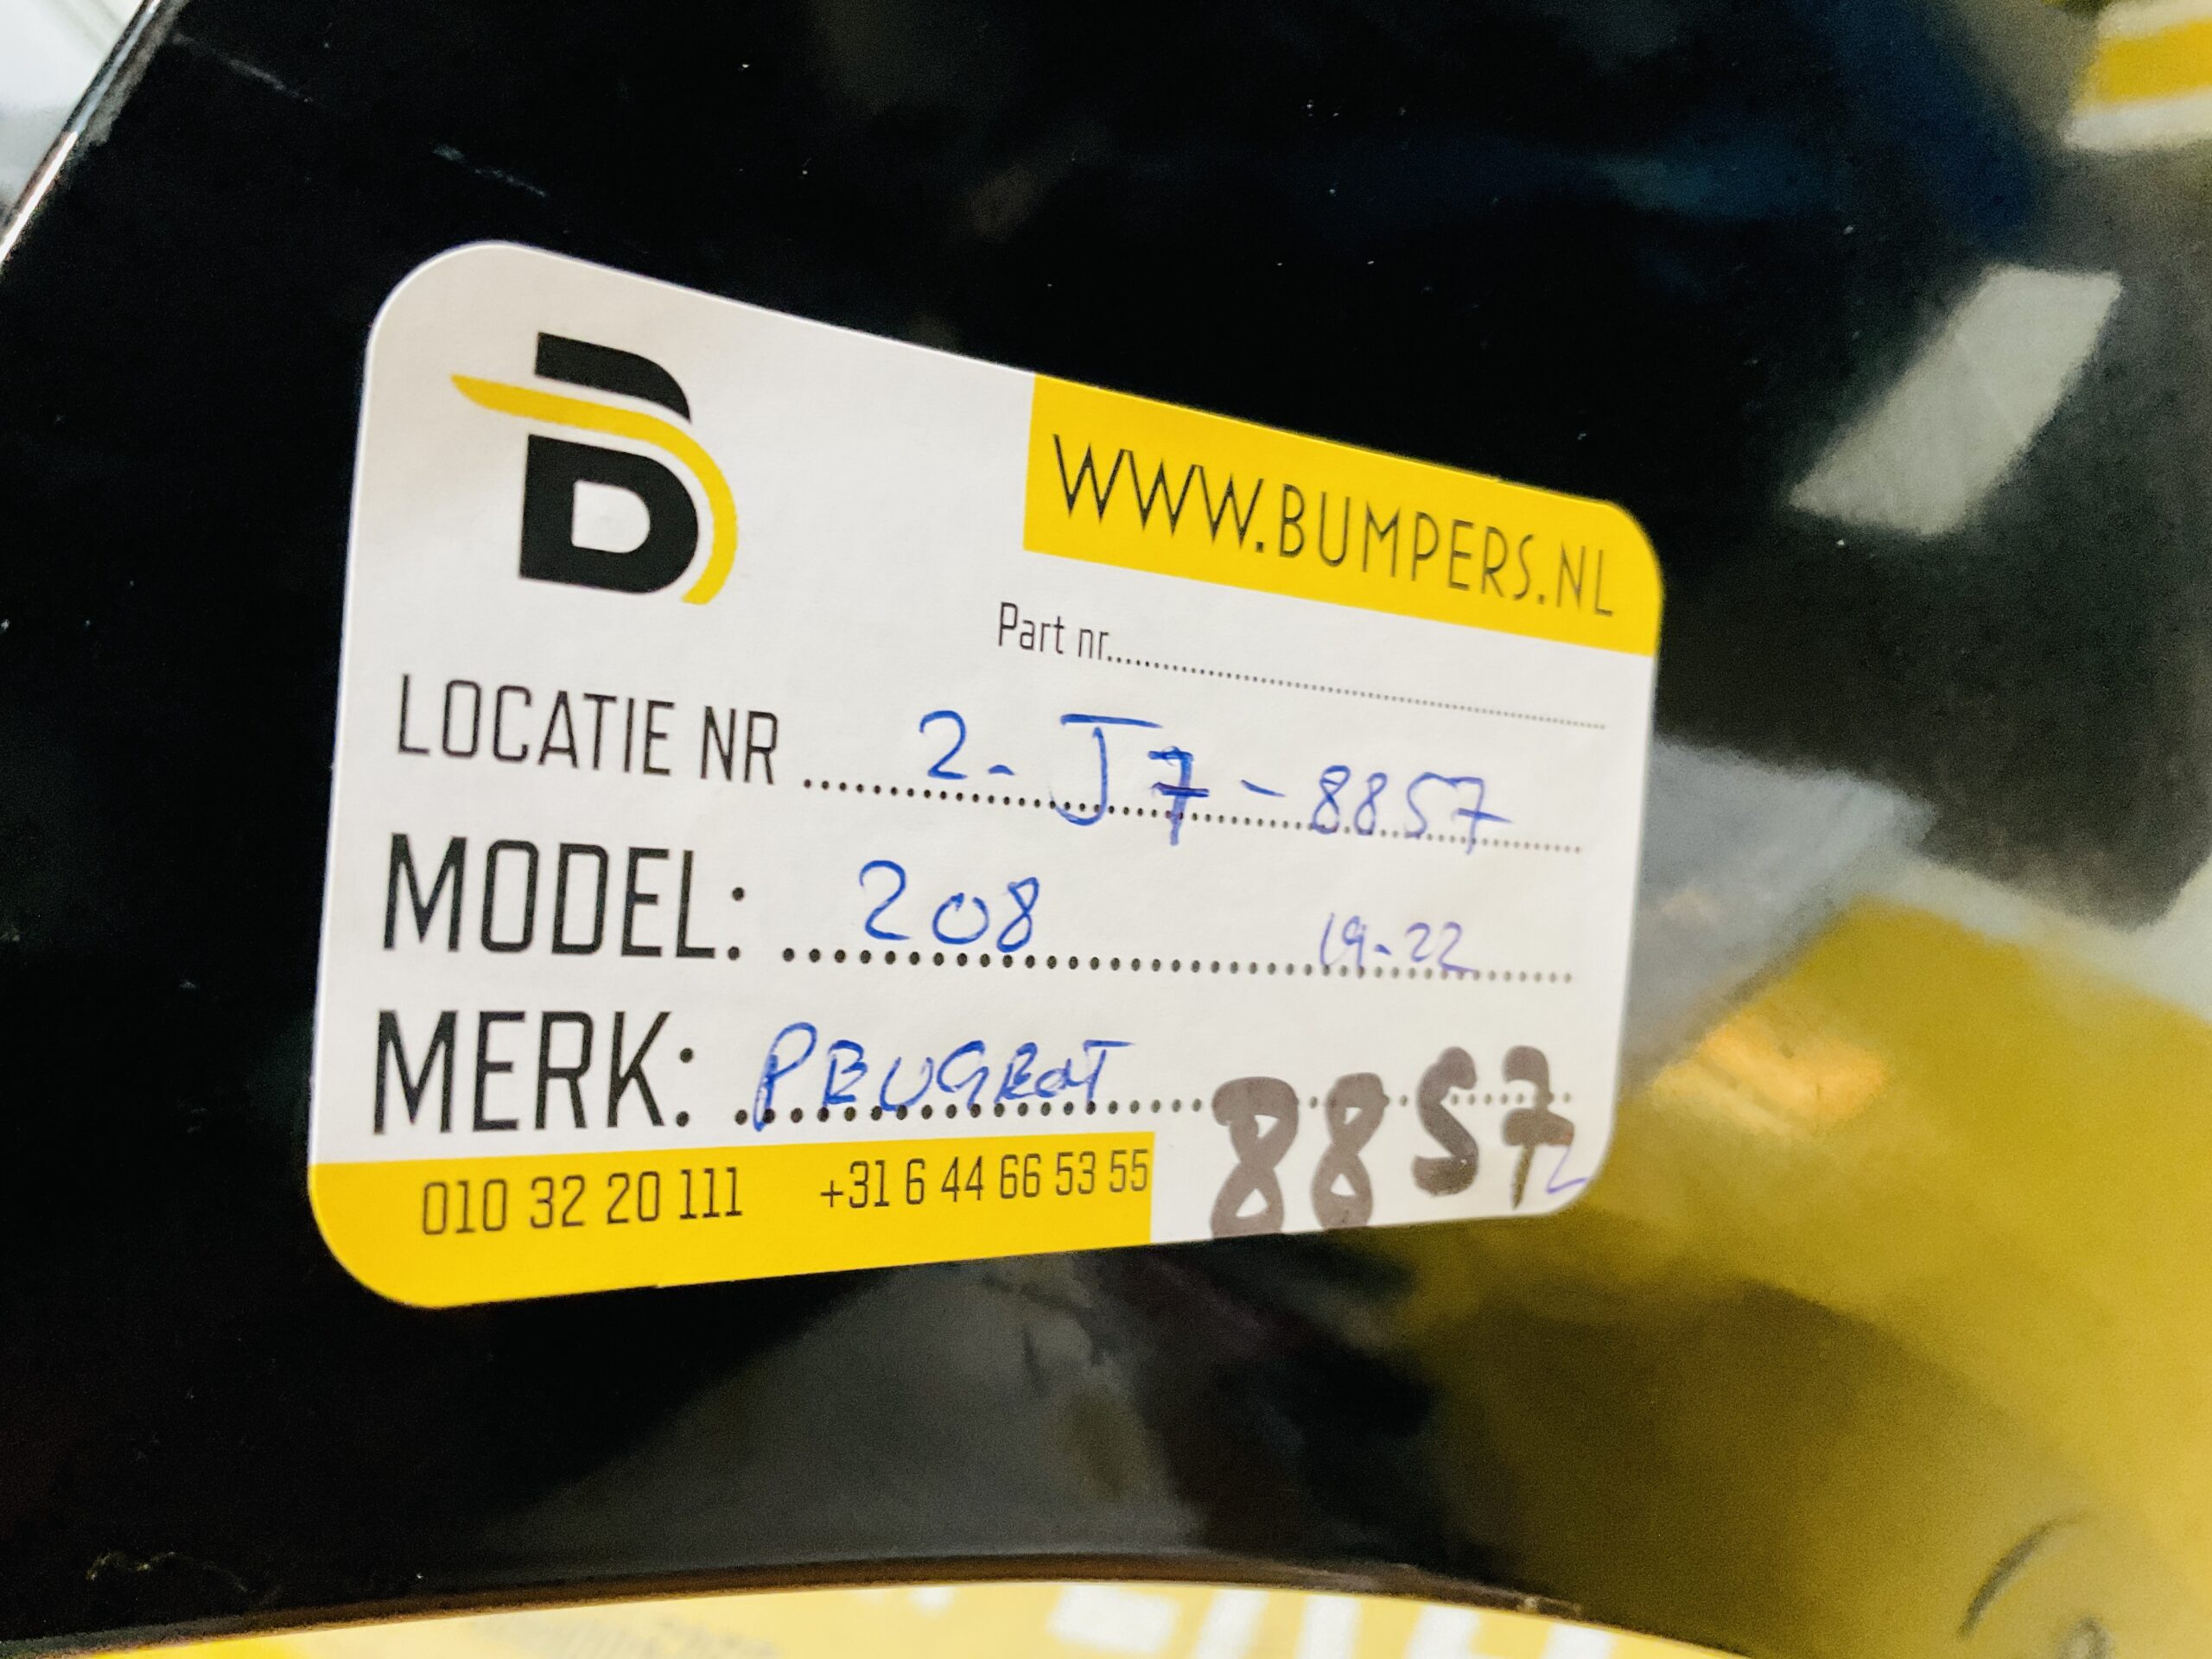 B
WWW.BUMPERS.NL
Part nr.
LOCATIE NR 2-J7-8857
MODEL: 208 19-22
MERK: PEUGEOT
8857
010 32 20 111 +31 6 44 66 53 55